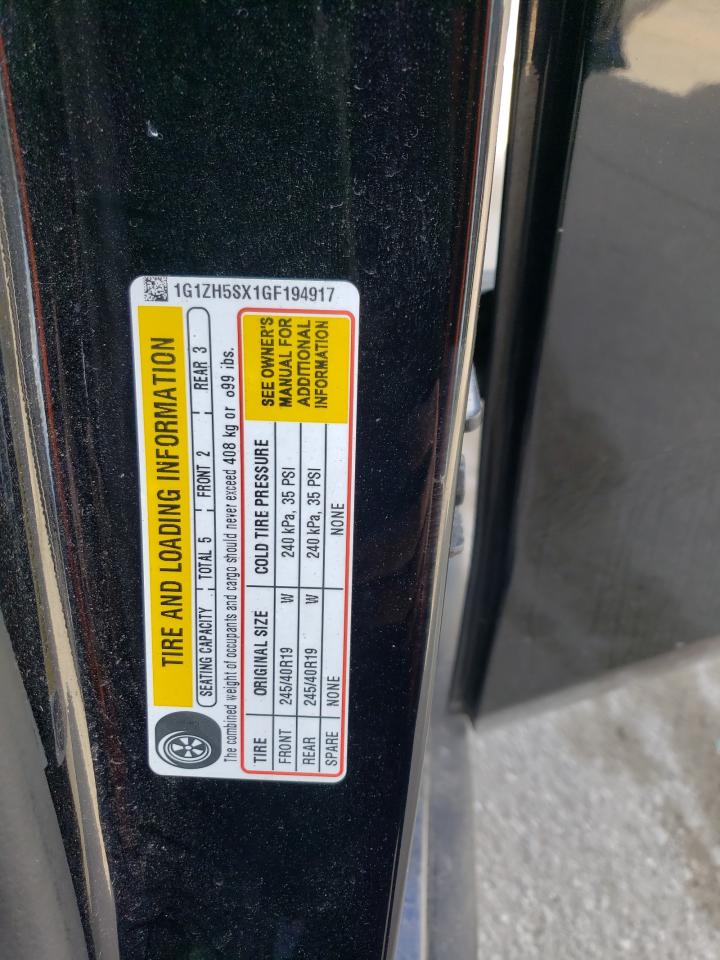 1G1ZH5SX1GF194917
TIRE AND LOADING INFORMATION
SEATING CAPACITY TOTAL 5 FRONT 2 REAR 3
The combined weight of occupants and cargo should never exceed 408 kg or o99 ibs.
TIRE ORIGINAL SIZE COLD TIRE PRESSURE
FRONT 245/40R19 W 240 kPa, 35 PSI
REAR 245/40R19 W 240 kPa, 35 PSI
SPARE NONE NONE
SEE OWNER'S
MANUAL FOR
ADDITIONAL
INFORMATION